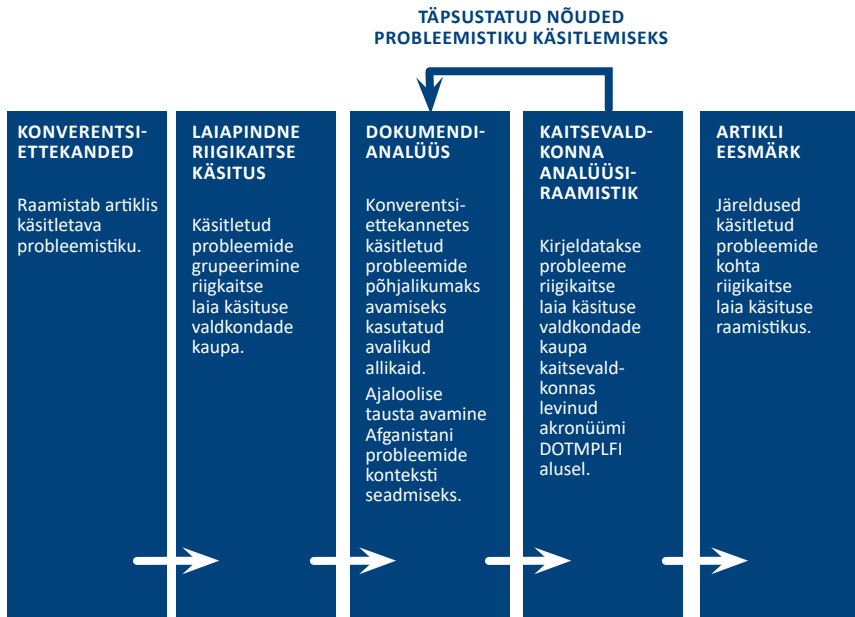 TÄPSUSTATUD NÕUDED
PROBLEEMISTIKU KÄSITLEMISEKS
KONVERENTSI-
ETTEKANDED
Raamistab artiklis
käsitletava
probleemistiku.
LAIAPINDNE
RIIGIKAITSE
KÄSITUS
Käsitletud
probleemide
grupeerimine
riigkaitse
laia käsituse
valdkondade
kaupa.
DOKUMENDI-
ANALÜÜS
Konverentsi-
ettekannetes
käsitletud
probleemide
põhjalikumaks
avamiseks
kasutatud
avalikud
allikaid.
Ajaloolise
tausta avamine
Afganistani
probleemide
konteksti
seadmiseks.
KAITSEVALD-
KONNA
ANALÜÜSI-
RAAMISTIK
Kirjeldatakse
probleeme
riigikaitse
laia käsituse
valdkondade
kaupa
kaitsevald-
konnas
levinud
akronüümi
DOTMPLFI
alusel.
ARTIKLI
EESMÄRK
Järeldused
käsitletud
probleemide
kohta
riigikaitse
laia käsituse
raamistikus.